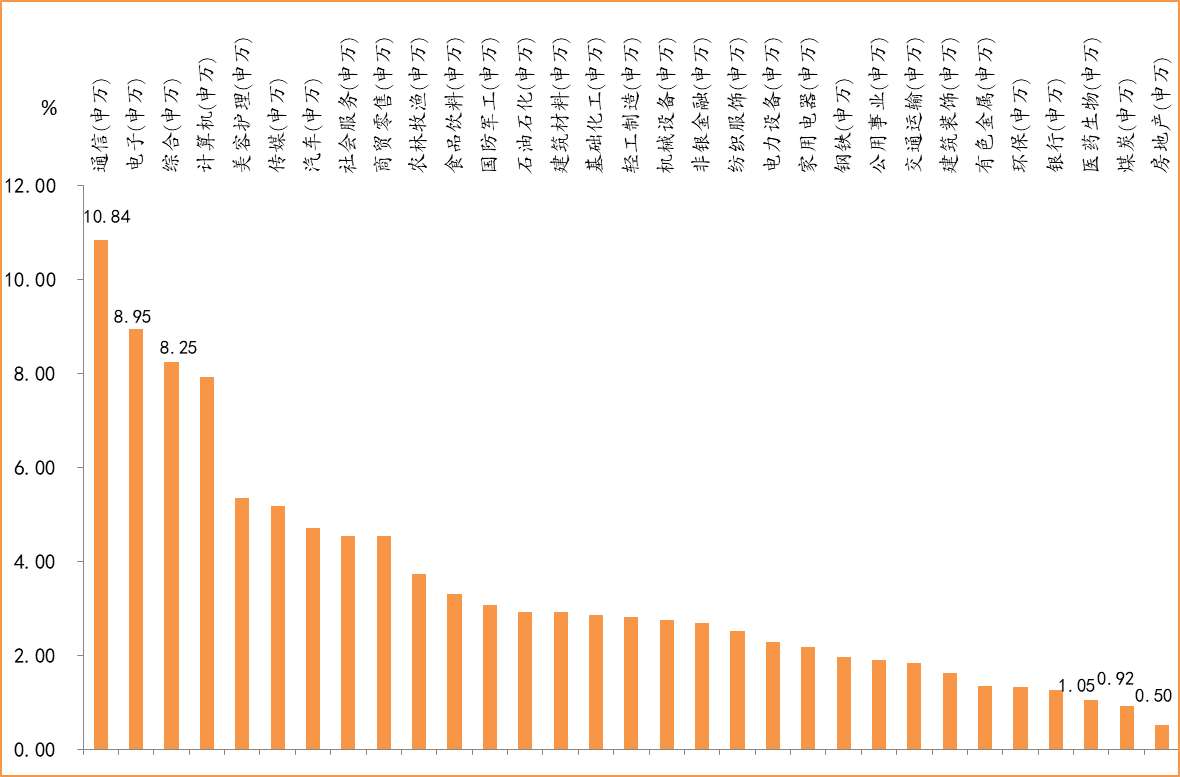 %
通信(申万)
电子(申万)
综合(申万)
计算机(申万)
美容护理(申万)
传媒(申万)
汽车(申万)
社会服务(申万)
商贸零售(申万)
农林牧渔(申万)
食品饮料(申万)
国防军工(申万)
石油石化(申万)
建筑材料(申万)
基础化工(申万)
轻工制造(申万)
机械设备(申万)
非银金融(申万)
纺织服饰(申万)
电力设备(申万)
家用电器(申万)
钢铁(申万)
公用事业(申万)
交通运输(申万)
建筑装饰(申万)
有色金属(申万)
环保(申万)
银行(申万)
医药生物(申万)
煤炭(申万)
房地产(申万)
12.00
10.00
8.00
6.00
4.00
2.00
0.00
10.84
8.95
8.25
1.05
0.92
0.50